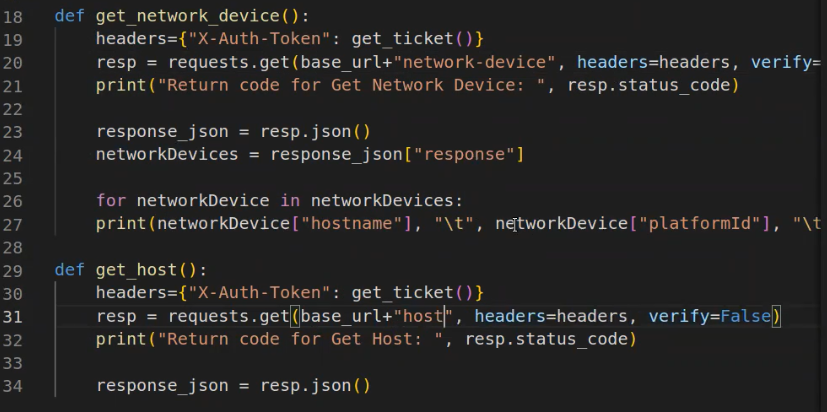 18 def get_network_device():
19     headers={"X-Auth-Token": get_ticket()}
20     resp = requests.get(base_url+"network-device", headers=headers, verify=
21     print("Return code for Get Network Device: ", resp.status_code)
22
23     response_json = resp.json()
24     networkDevices = response_json["response"]
25
26     for networkDevice in networkDevices:
27     print(networkDevice["hostname"], "\t", networkDevice["platformId"], "\t
28
29 def get_host():
30     headers={"X-Auth-Token": get_ticket()}
31     resp = requests.get(base_url+"host", headers=headers, verify=False)
32     print("Return code for Get Host: ", resp.status_code)
33
34     response_json = resp.json()